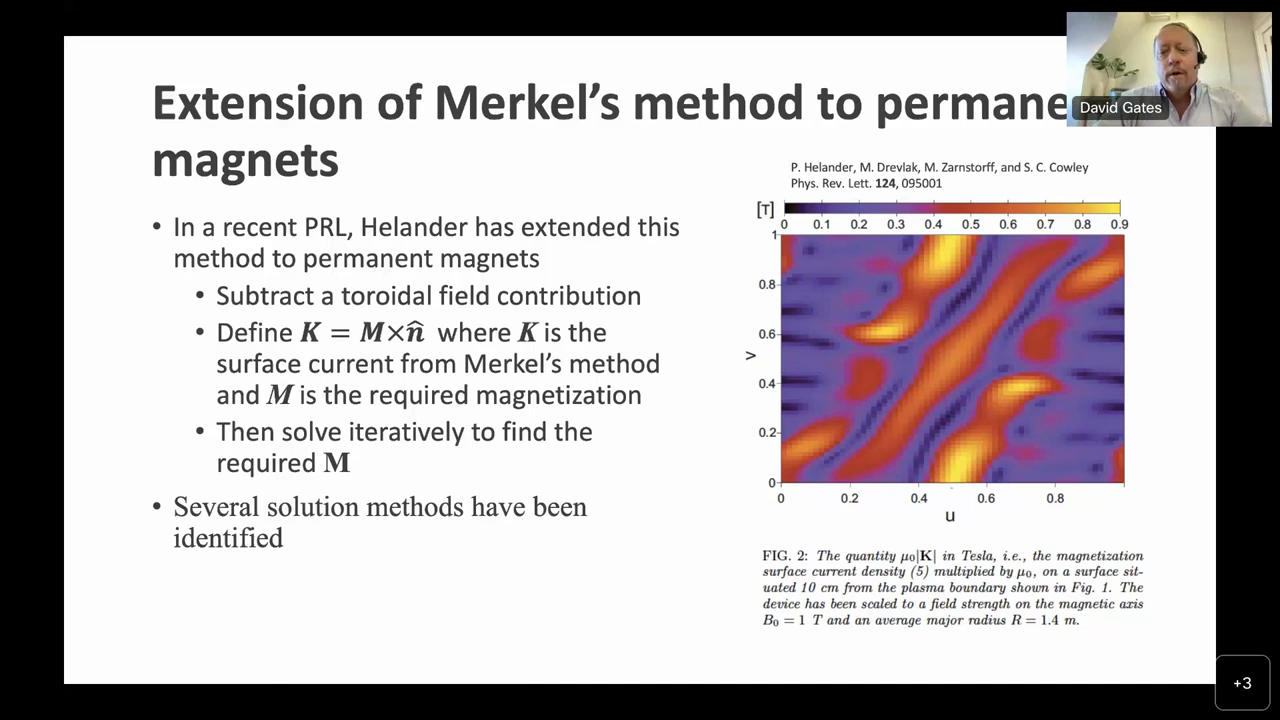 Extension of Merkel's method to permane
magnets
David Gates
P. Helander, M. Drevlak, M. Zarnstorff, and S. C. Cowley
Phys. Rev. Lett. 124, 095001
• In a recent PRL, Helander has extended this
method to permanent magnets
• Subtract a toroidal field contribution
• Define K = M×n̂ where K is the
surface current from Merkel's method
and M is the required magnetization
• Then solve iteratively to find the
required M
• Several solution methods have been
identified
[T]
0 0.1 0.2 0.3 0.4 0.5 0.6 0.7 0.8 0.9
1
0.8
0.6
v
0.4
0.2
0
0 0.2 0.4 0.6 0.8
u
FIG. 2: The quantity μ₀|K| in Tesla, i.e., the magnetization
surface current density (5) multiplied by μ₀, on a surface sit-
uated 10 cm from the plasma boundary shown in Fig. 1. The
device has been scaled to a field strength on the magnetic axis
B₀ = 1 T and an average major radius R = 1.4 m.
+3